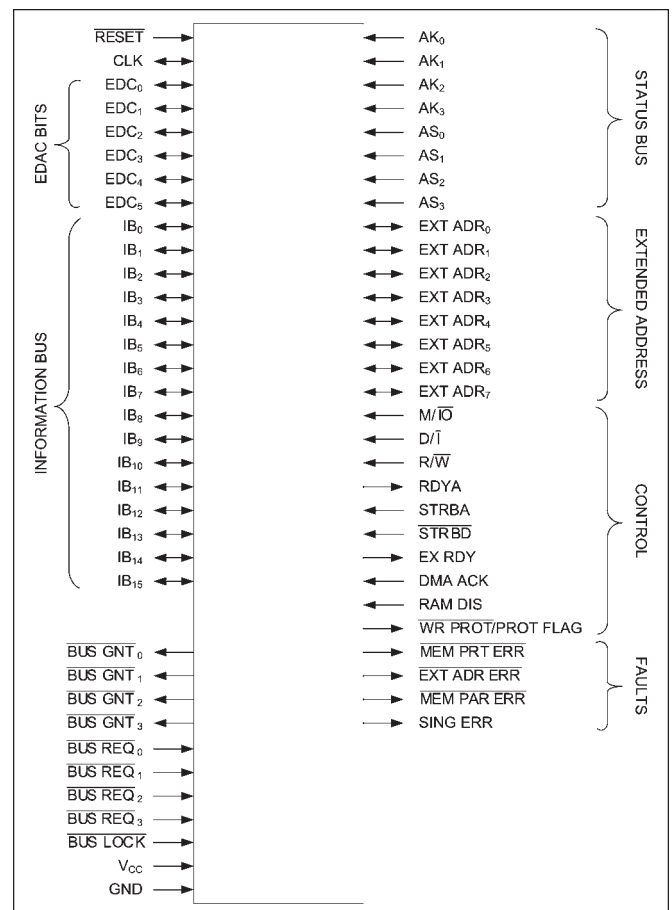 RESET
CLK
EDAC BITS
EDC₀
EDC₁
EDC₂
EDC₃
EDC₄
EDC₅
INFORMATION BUS
IB₀
IB₁
IB₂
IB₃
IB₄
IB₅
IB₆
IB₇
IB₈
IB₉
IB₁₀
IB₁₁
IB₁₂
IB₁₃
IB₁₄
IB₁₅
BUS GNT₀
BUS GNT₁
BUS GNT₂
BUS GNT₃
BUS REQ₀
BUS REQ₁
BUS REQ₂
BUS REQ₃
BUS LOCK
V_CC
GND
AK₀
AK₁
AK₂
AK₃
AS₀
AS₁
AS₂
AS₃
STATUS BUS
EXT ADR₀
EXT ADR₁
EXT ADR₂
EXT ADR₃
EXT ADR₄
EXT ADR₅
EXT ADR₆
EXT ADR₇
EXTENDED ADDRESS
M/IO
D/I
R/W
RDYA
STRBA
STRBD
EX RDY
DMA ACK
RAM DIS
WR PROT/PROT FLAG
CONTROL
MEM PRT ERR
EXT ADR ERR
MEM PAR ERR
SING ERR
FAULTS